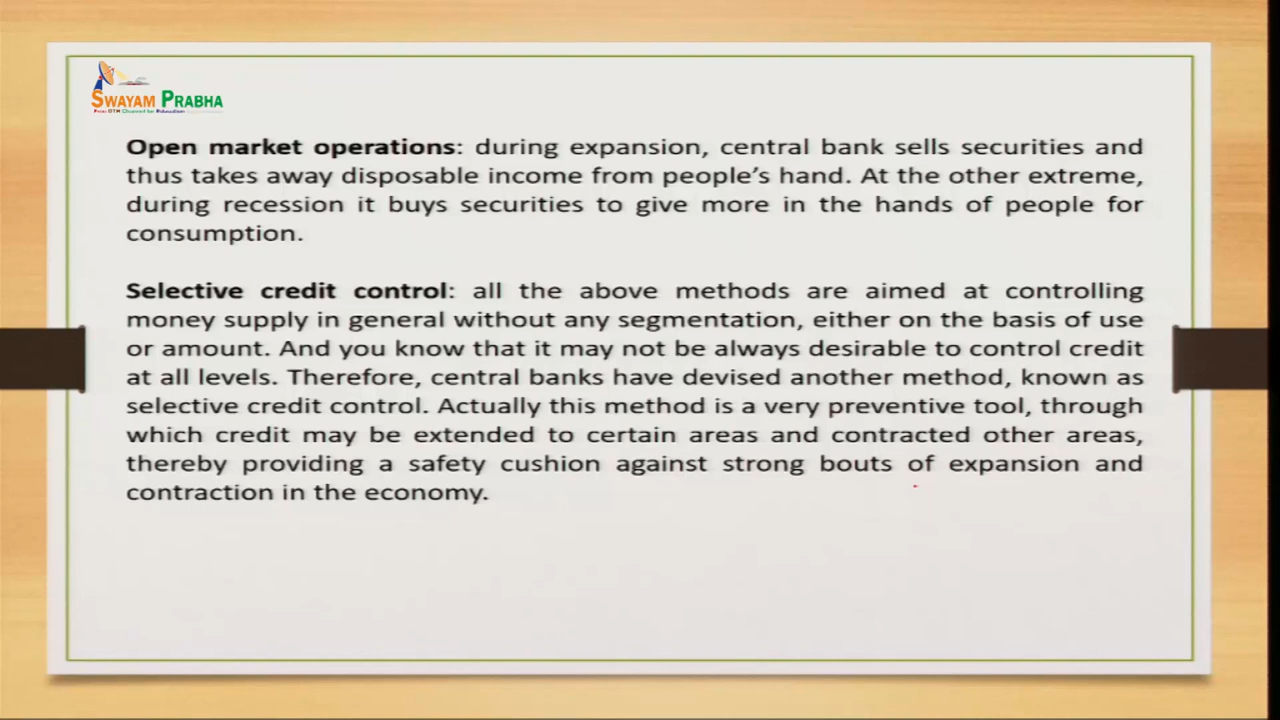 SWAYAM PRABHA
Free DTH Channel for Education
Open market operations: during expansion, central bank sells securities and
thus takes away disposable income from people's hand. At the other extreme,
during recession it buys securities to give more in the hands of people for
consumption.
Selective credit control: all the above methods are aimed at controlling
money supply in general without any segmentation, either on the basis of use
or amount. And you know that it may not be always desirable to control credit
at all levels. Therefore, central banks have devised another method, known as
selective credit control. Actually this method is a very preventive tool, through
which credit may be extended to certain areas and contracted other areas,
thereby providing a safety cushion against strong bouts of expansion and
contraction in the economy.